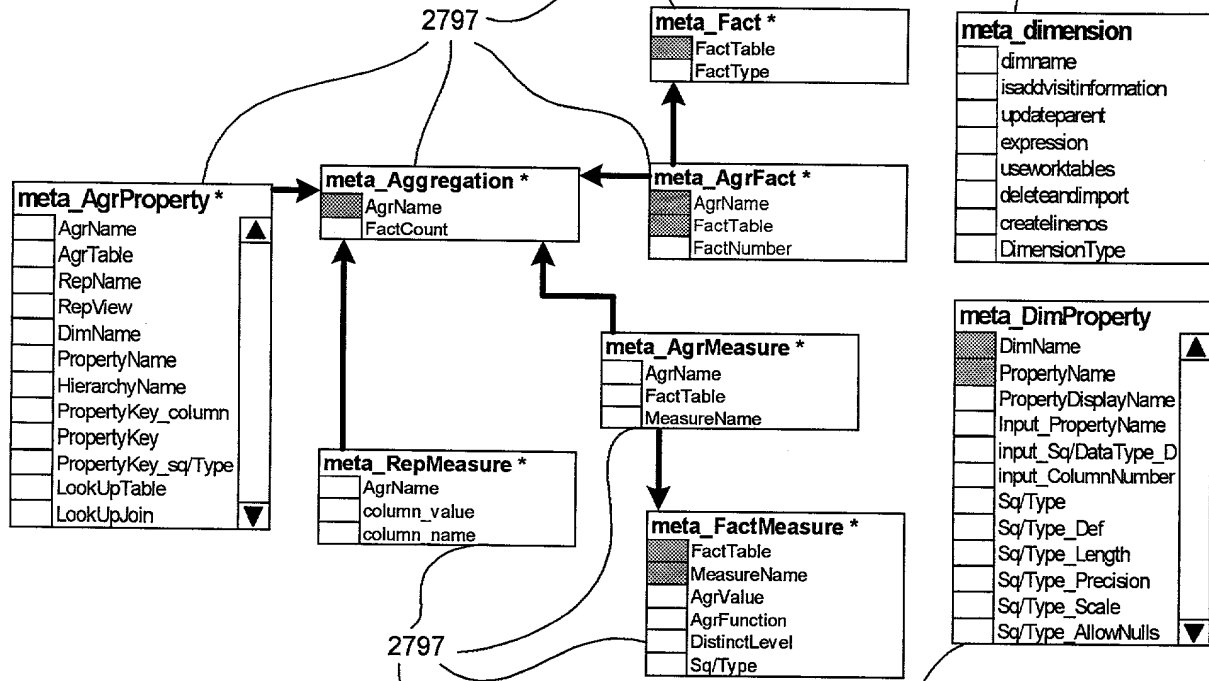 2797
meta_Fact *
FactTable
FactType
meta_dimension
dimname
isaddvisitinformation
updateparent
expression
useworktables
deleteandimport
createlinenos
DimensionType
meta_AgrProperty *
AgrName
AgrTable
RepName
RepView
DimName
PropertyName
HierarchyName
PropertyKey_column
PropertyKey
PropertyKey_sq/Type
LookUpTable
LookUpJoin
meta_Aggregation *
AgrName
FactCount
meta_AgrFact *
AgrName
FactTable
FactNumber
meta_AgrMeasure *
AgrName
FactTable
MeasureName
meta_DimProperty
DimName
PropertyName
PropertyDisplayName
Input_PropertyName
input_Sq/DataType_D
input_ColumnNumber
Sq/Type
Sq/Type_Def
Sq/Type_Length
Sq/Type_Precision
Sq/Type_Scale
Sq/Type_AllowNulls
meta_RepMeasure *
AgrName
column_value
column_name
meta_FactMeasure *
FactTable
MeasureName
AgrValue
AgrFunction
DistinctLevel
Sq/Type
2797